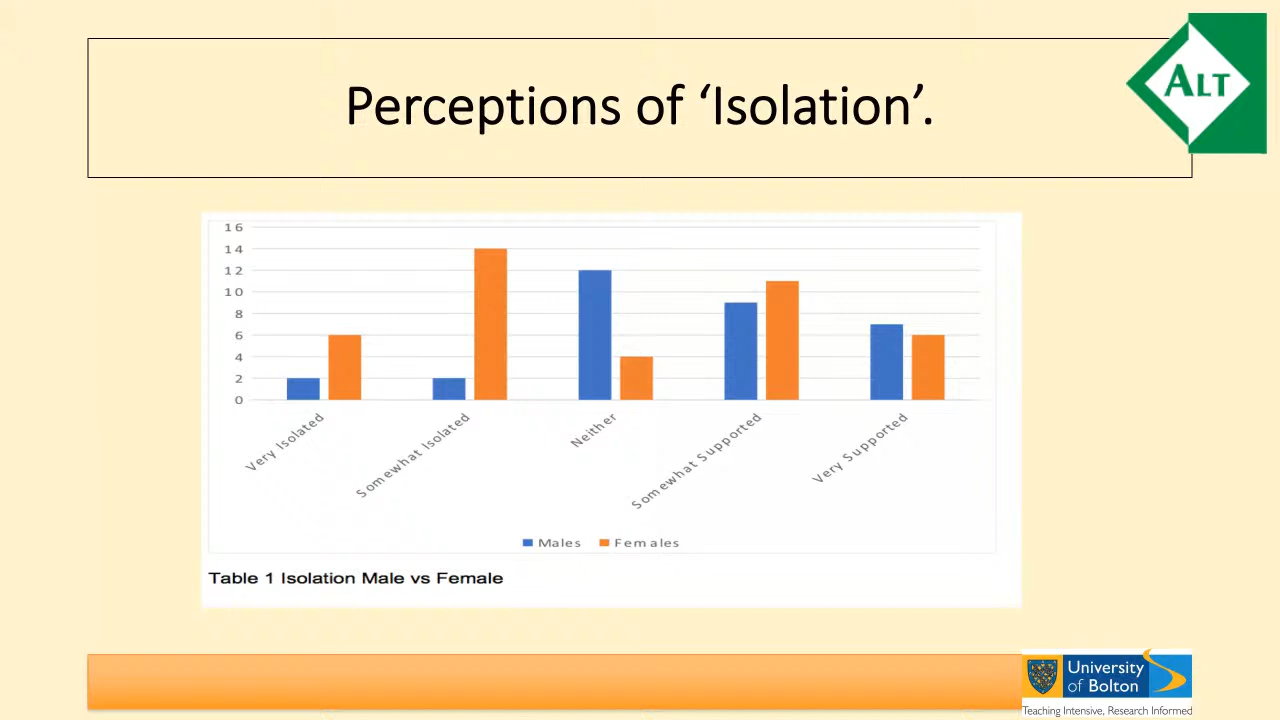 ALT
Perceptions of ‘Isolation’.
16
14
12
10
8
6
4
2
0
Very Isolated
Somewhat Isolated
Neither
Somewhat Supported
Very Supported
Males Females
Table 1 Isolation Male vs Female
University
of Bolton
Teaching Intensive, Research Informed